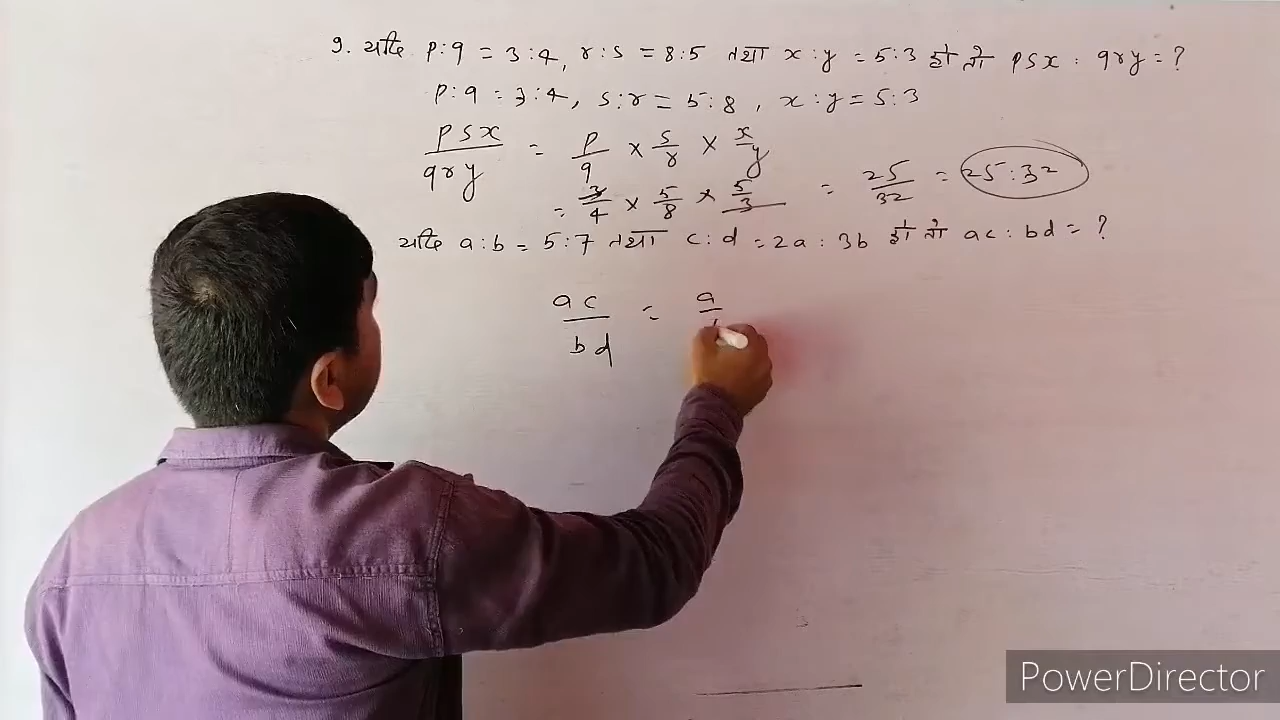 9. यदि p:q = 3:4, r:s = 8:5 तथा x:y = 5:3 हो तो psx : qry = ?
p:q = 3:4, s:r = 5:8, x:y = 5:3
psx/qry = p/q × s/r × x/y
= 3/4 × 5/8 × 5/3 = 25/32 = 25:32
यदि a:b = 5:7 तथा c:d = 2a : 3b हो तो ac : bd = ?
ac/bd = a/
PowerDirector